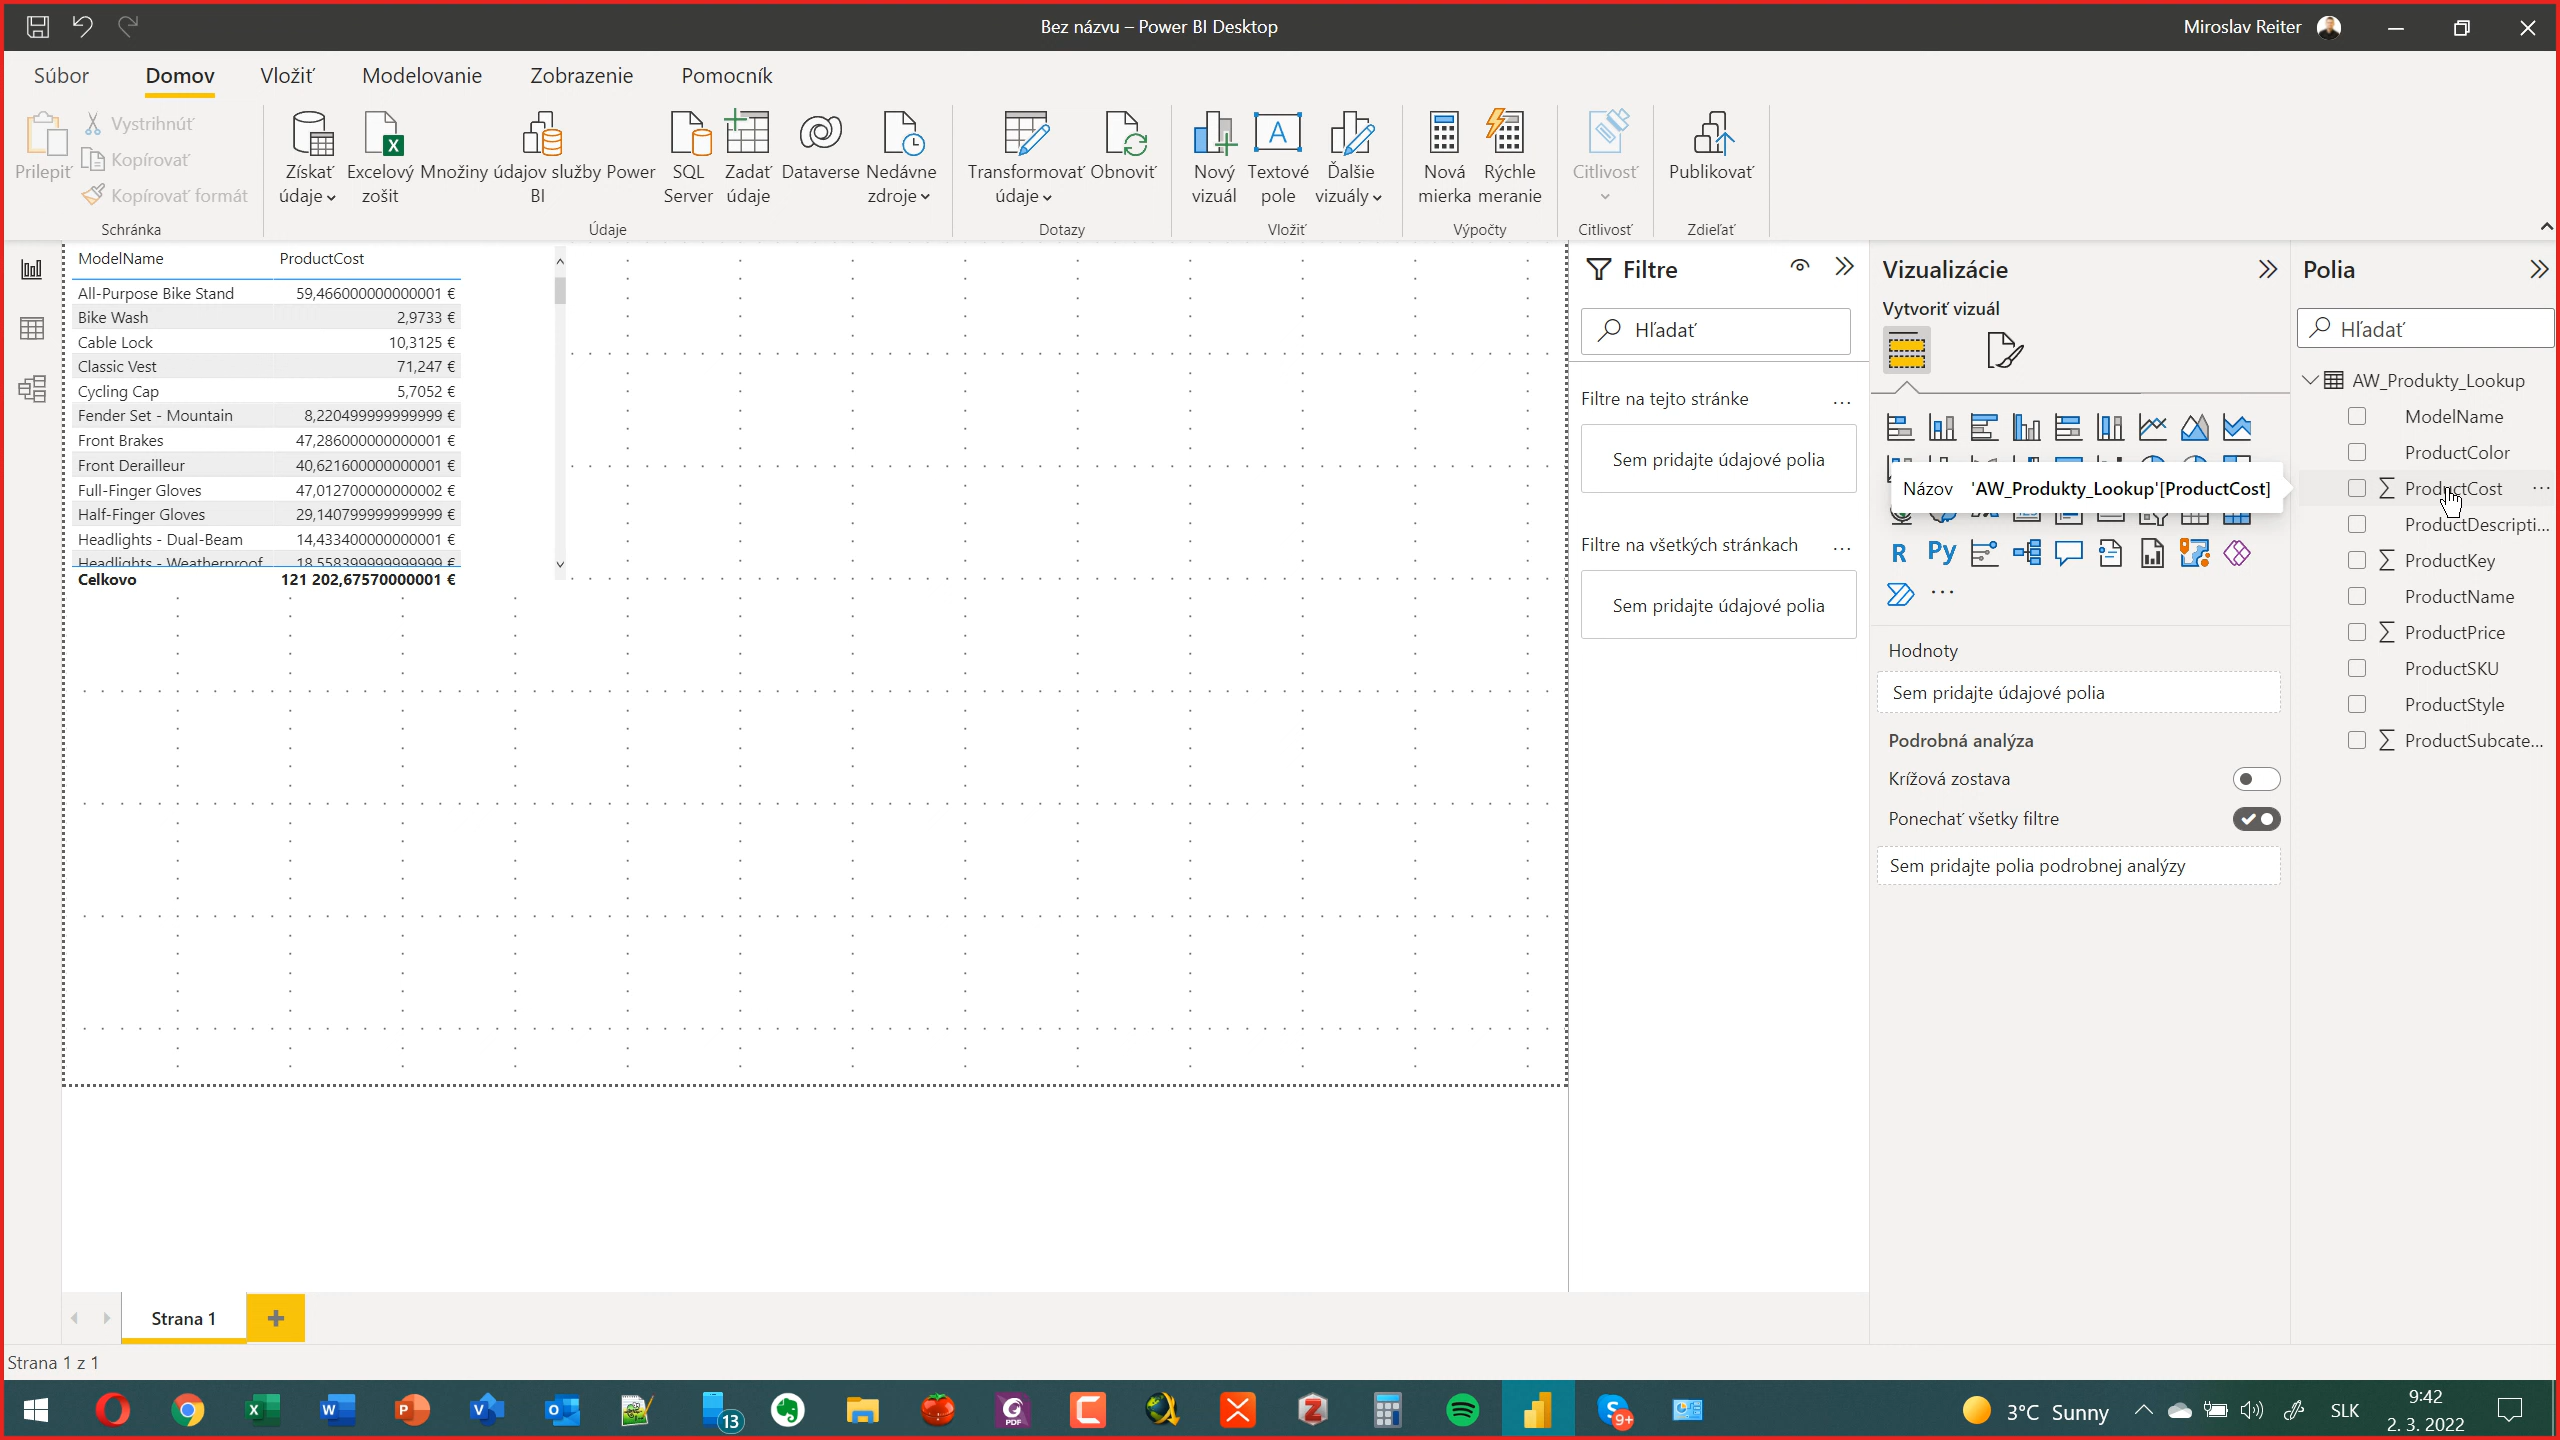 Bez názvu – Power BI Desktop
Miroslav Reiter
Súbor Domov Vložiť Modelovanie Zobrazenie Pomocník
Prilepiť
Vystrihnúť
Kopírovať
Kopírovať formát
Schránka
Získať údaje
Excelový zošit
Množiny údajov služby Power BI
SQL Server
Zadať údaje
Dataverse
Nedávne zdroje
Údaje
Transformovať údaje
Obnoviť
Dotazy
Nový vizuál
Textové pole
Ďalšie vizuály
Vložiť
Nová mierka
Rýchle meranie
Výpočty
Citlivosť
Citlivosť
Publikovať
Zdieľať
ModelName ProductCost
All-Purpose Bike Stand 59,466000000000001 €
Bike Wash 2,9733 €
Cable Lock 10,3125 €
Classic Vest 71,247 €
Cycling Cap 5,7052 €
Fender Set - Mountain 8,220499999999999 €
Front Brakes 47,286000000000001 €
Front Derailleur 40,621600000000001 €
Full-Finger Gloves 47,012700000000002 €
Half-Finger Gloves 29,140799999999999 €
Headlights - Dual-Beam 14,433400000000001 €
Headlights - Weatherproof 18,558399999999999 €
Celkovo 121 202,67570000001 €
Filtre
Hľadať
Filtre na tejto stránke ...
Sem pridajte údajové polia
Filtre na všetkých stránkach ...
Sem pridajte údajové polia
Vizualizácie
Vytvoriť vizuál
Názov 'AW_Produkty_Lookup'[ProductCost]
R Py
...
Hodnoty
Sem pridajte údajové polia
Podrobná analýza
Krížová zostava
Ponechať všetky filtre
Sem pridajte polia podrobnej analýzy
Polia
Hľadať
AW_Produkty_Lookup
ModelName
ProductColor
∑ ProductCost ...
ProductDescripti...
∑ ProductKey
ProductName
∑ ProductPrice
ProductSKU
ProductStyle
∑ ProductSubcate...
Strana 1
+
Strana 1 z 1
13
PDF
9+
3°C Sunny
SLK
9:42
2. 3. 2022